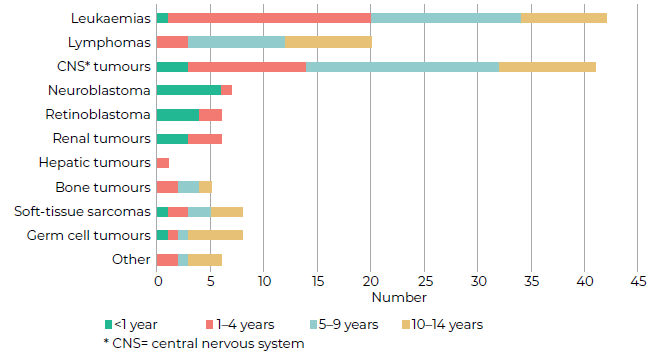 Leukaemias
Lymphomas
CNS* tumours
Neuroblastoma
Retinoblastoma
Renal tumours
Hepatic tumours
Bone tumours
Soft-tissue sarcomas
Germ cell tumours
Other
0 5 10 15 20 25 30 35 40 45
Number
<1 year 1–4 years 5–9 years 10–14 years
* CNS= central nervous system